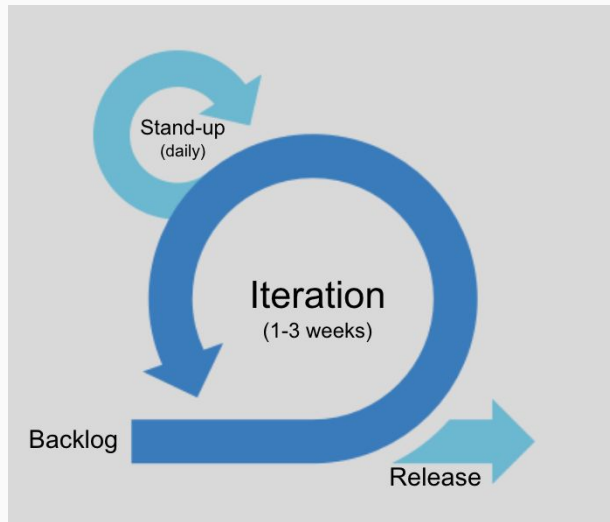 Stand-up
(daily)
Iteration
(1-3 weeks)
Backlog
Release